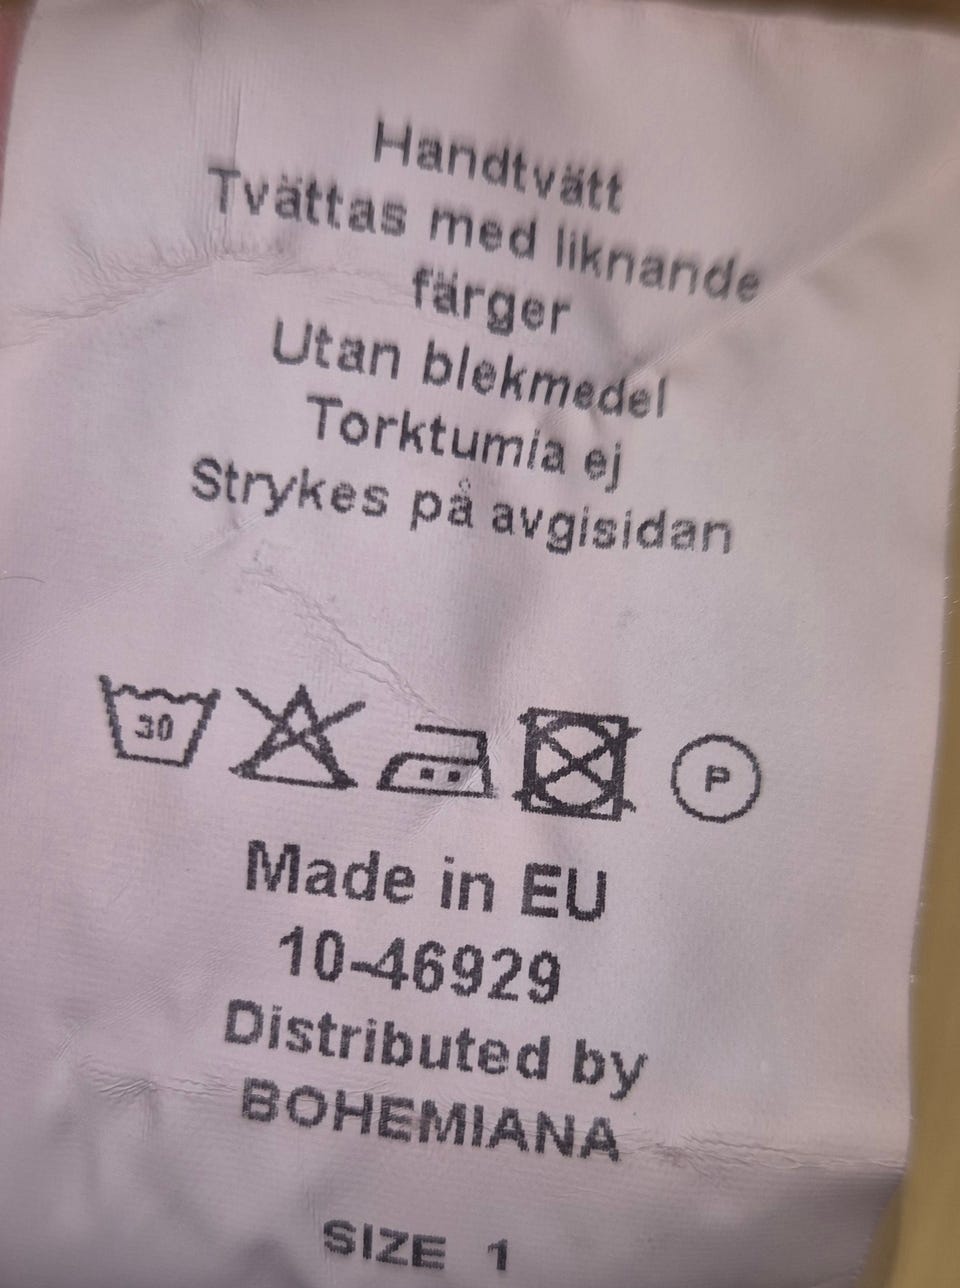 Handtvätt
Tvättas med liknande
färger
Utan blekmedel
Torktumia ej
Strykes på avgisidan
30
P
Made in EU
10-46929
Distributed by
BOHEMIANA
SIZE 1